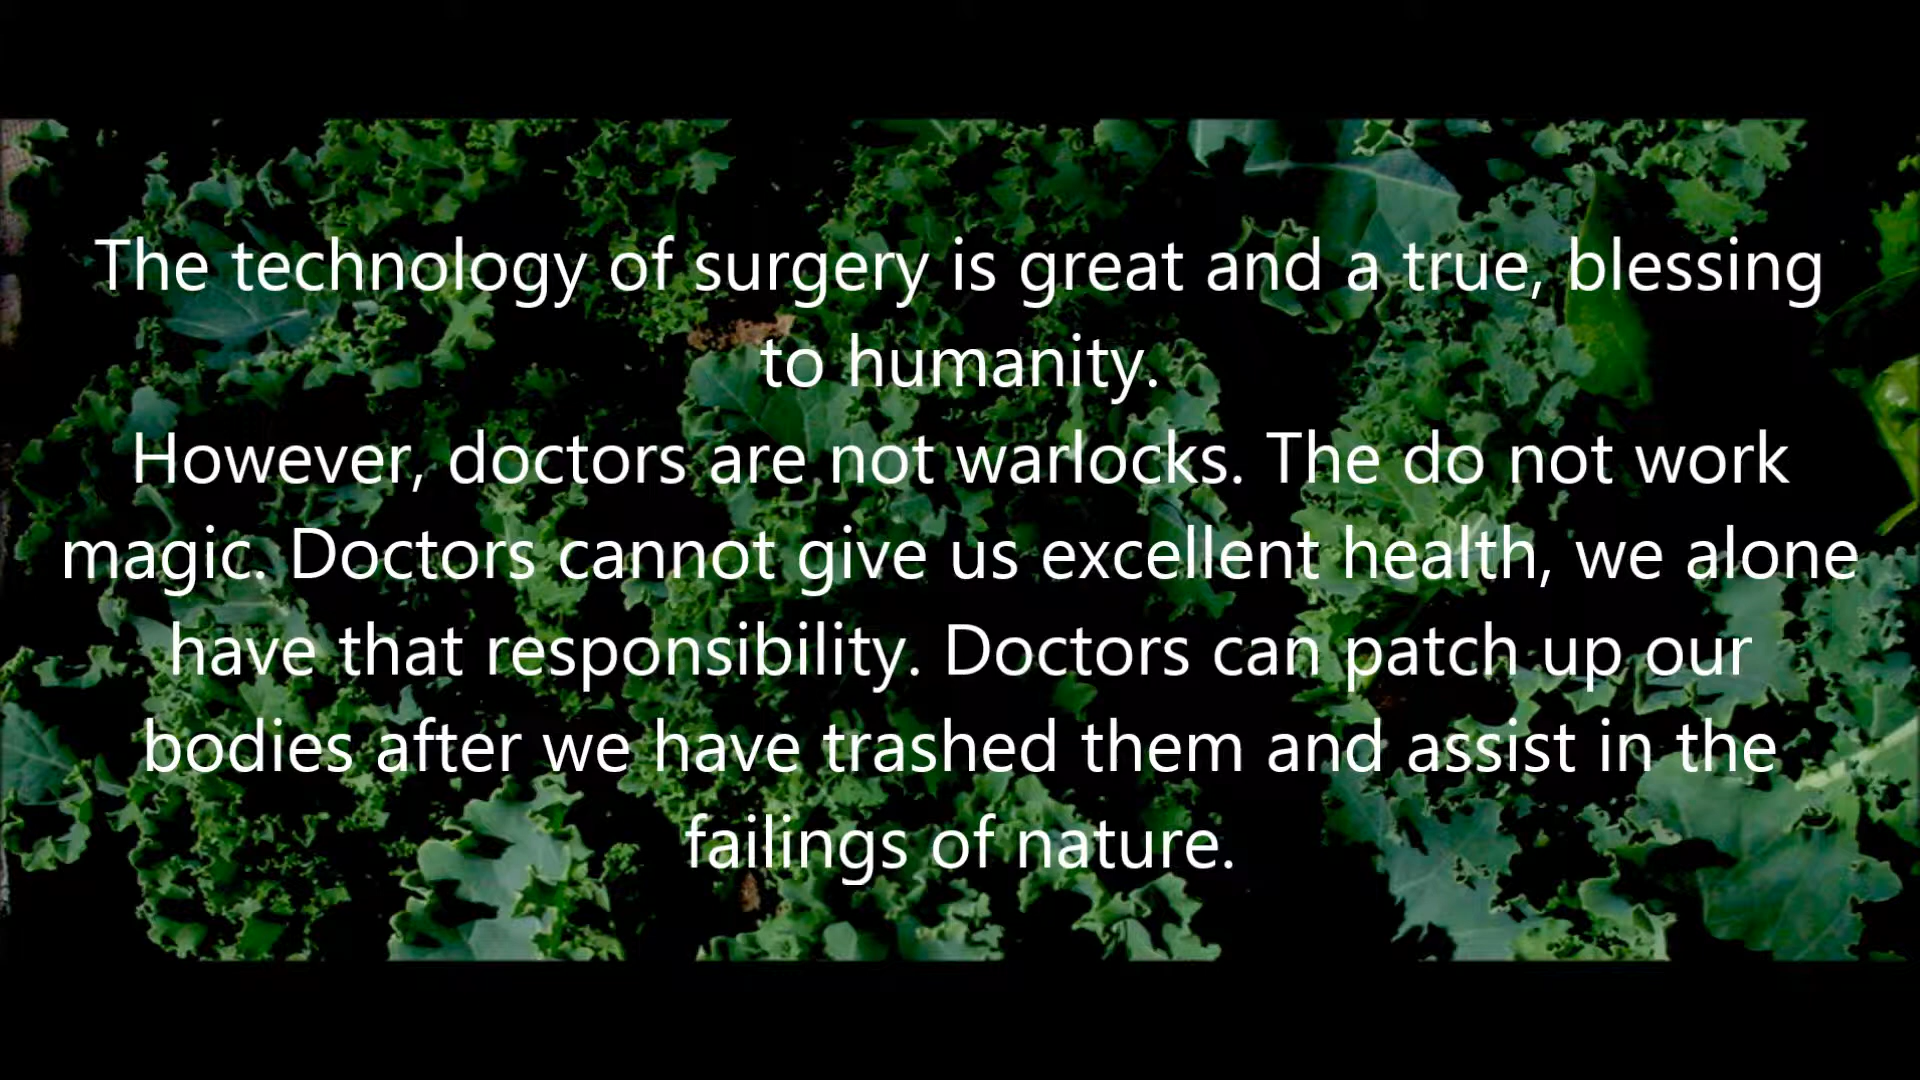 The technology of surgery is great and a true, blessing
to humanity.
However, doctors are not warlocks. The do not work
magic. Doctors cannot give us excellent health, we alone
have that responsibility. Doctors can patch up our
bodies after we have trashed them and assist in the
failings of nature.